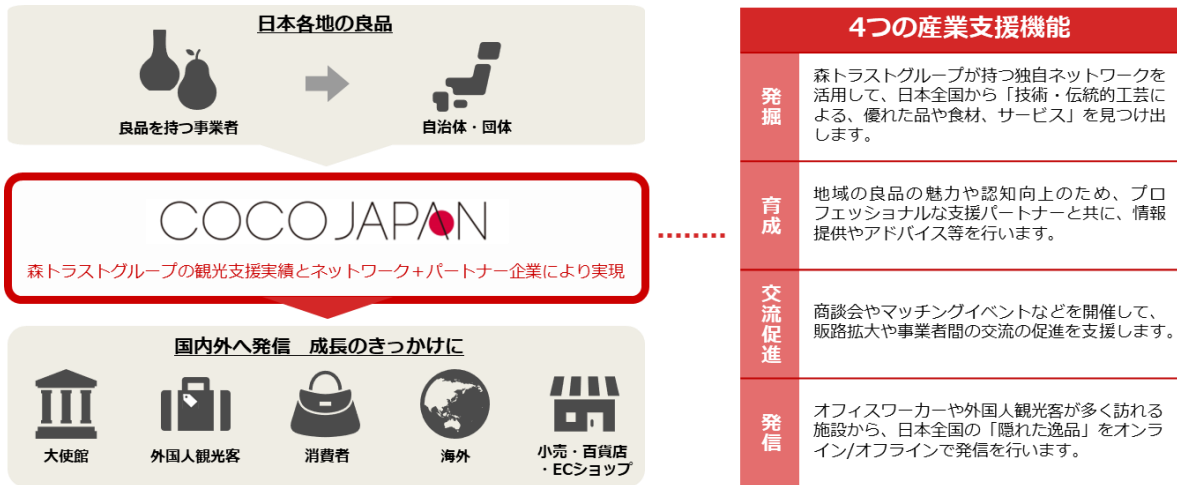 日本各地の良品
良品を持つ事業者
自治体・団体
COCO JAPAN
森トラストグループの観光支援実績とネットワーク+パートナー企業により実現
国内外へ発信　成長のきっかけに
大使館
外国人観光客
消費者
海外
小売・百貨店
・ECショップ
4つの産業支援機能
発掘
森トラストグループが持つ独自ネットワークを
活用して、日本全国から「技術・伝統的工芸に
よる、優れた品や食材、サービス」を見つけ出
します。
育成
地域の良品の魅力や認知向上のため、プロ
フェッショナルな支援パートナーと共に、情報
提供やアドバイス等を行います。
交流促進
商談会やマッチングイベントなどを開催して、
販路拡大や事業者間の交流の促進を支援します。
発信
オフィスワーカーや外国人観光客が多く訪れる
施設から、日本全国の「隠れた逸品」をオンラ
イン/オフラインで発信を行います。